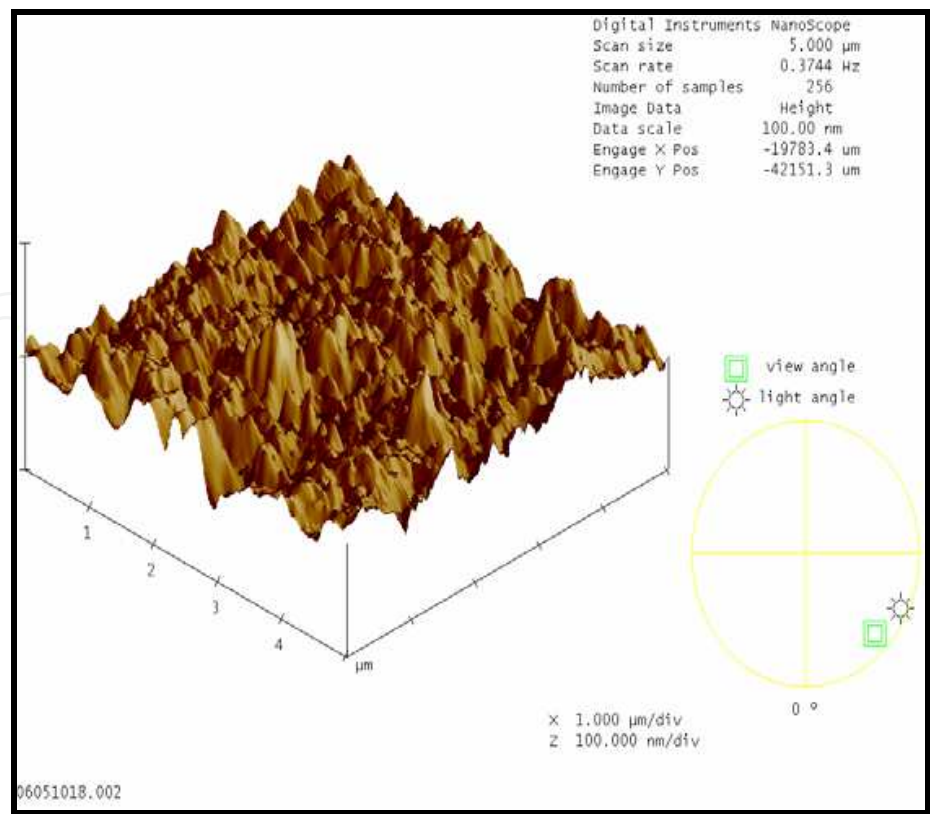 Digital Instruments NanoScope
Scan size 5.000 µm
Scan rate 0.3744 Hz
Number of samples 256
Image Data Height
Data scale 100.00 nm
Engage X Pos -19783.4 um
Engage Y Pos -42151.3 um
view angle
light angle
1
2
3
4
µm
0 º
X 1.000 µm/div
Z 100.000 nm/div
06051018.002